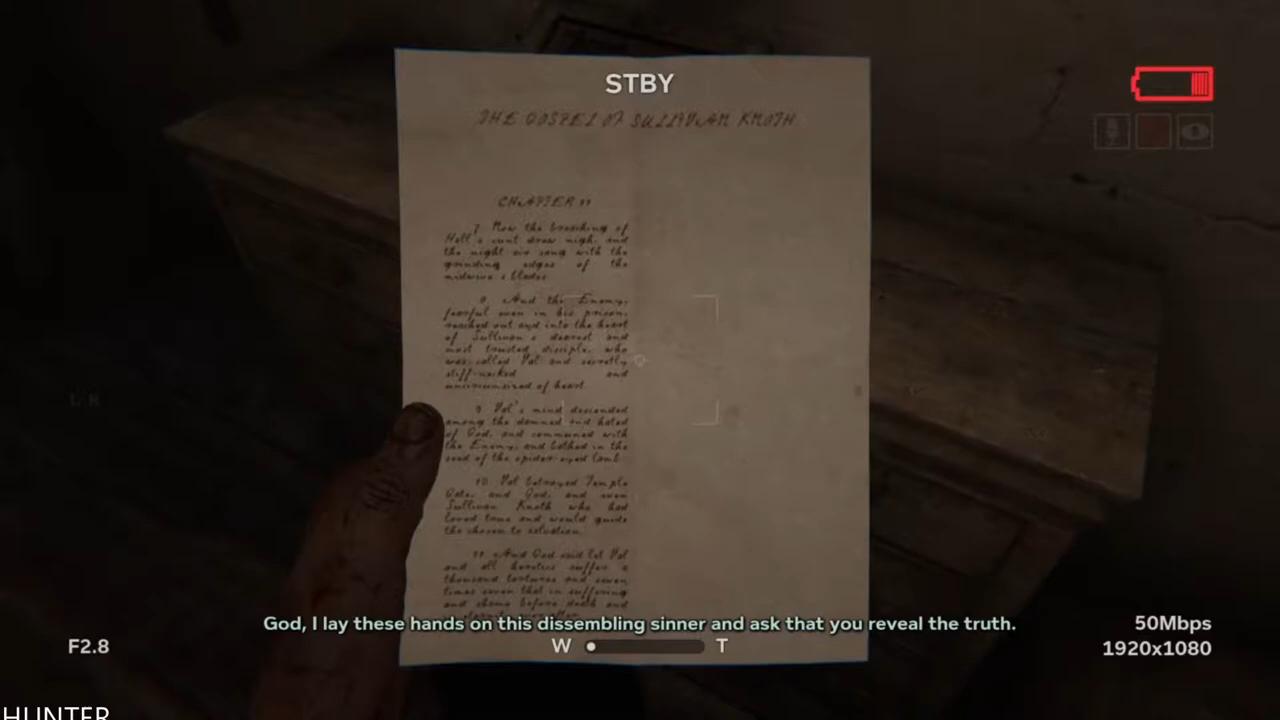 STBY
THE GOSPEL OF SULLIVAN KNOTH
CHAPTER 11
7 Now the breaching of
Hell's cunt drew nigh, and
the night air sang with the
grinding edges of the
midwive's blades
8. And the Enemy,
fearful even in his prison,
reached out and into the heart
of Sullivan's dearest and
most trusted disciple, who
was called Val and secretly
stiff-necked and
uncircumsized of heart.
9 Val's mind descended
among the damned and hated
of God, and communed with
the Enemy, and bathed in the
seed of the spider-eyed lamb.
10. Val betrayed Temple
Gate, and God, and even
Sullivan Knoth who had
loved true and would guide
the chosen to salvation.
11 And God said let Val
and all heretics suffer a
thousand tortures and seven
times seven that in suffering
and shame before death and
God, I lay these hands on this dissembling sinner and ask that you reveal the truth.
L R
F2.8
W T
50Mbps
1920x1080
HUNTER